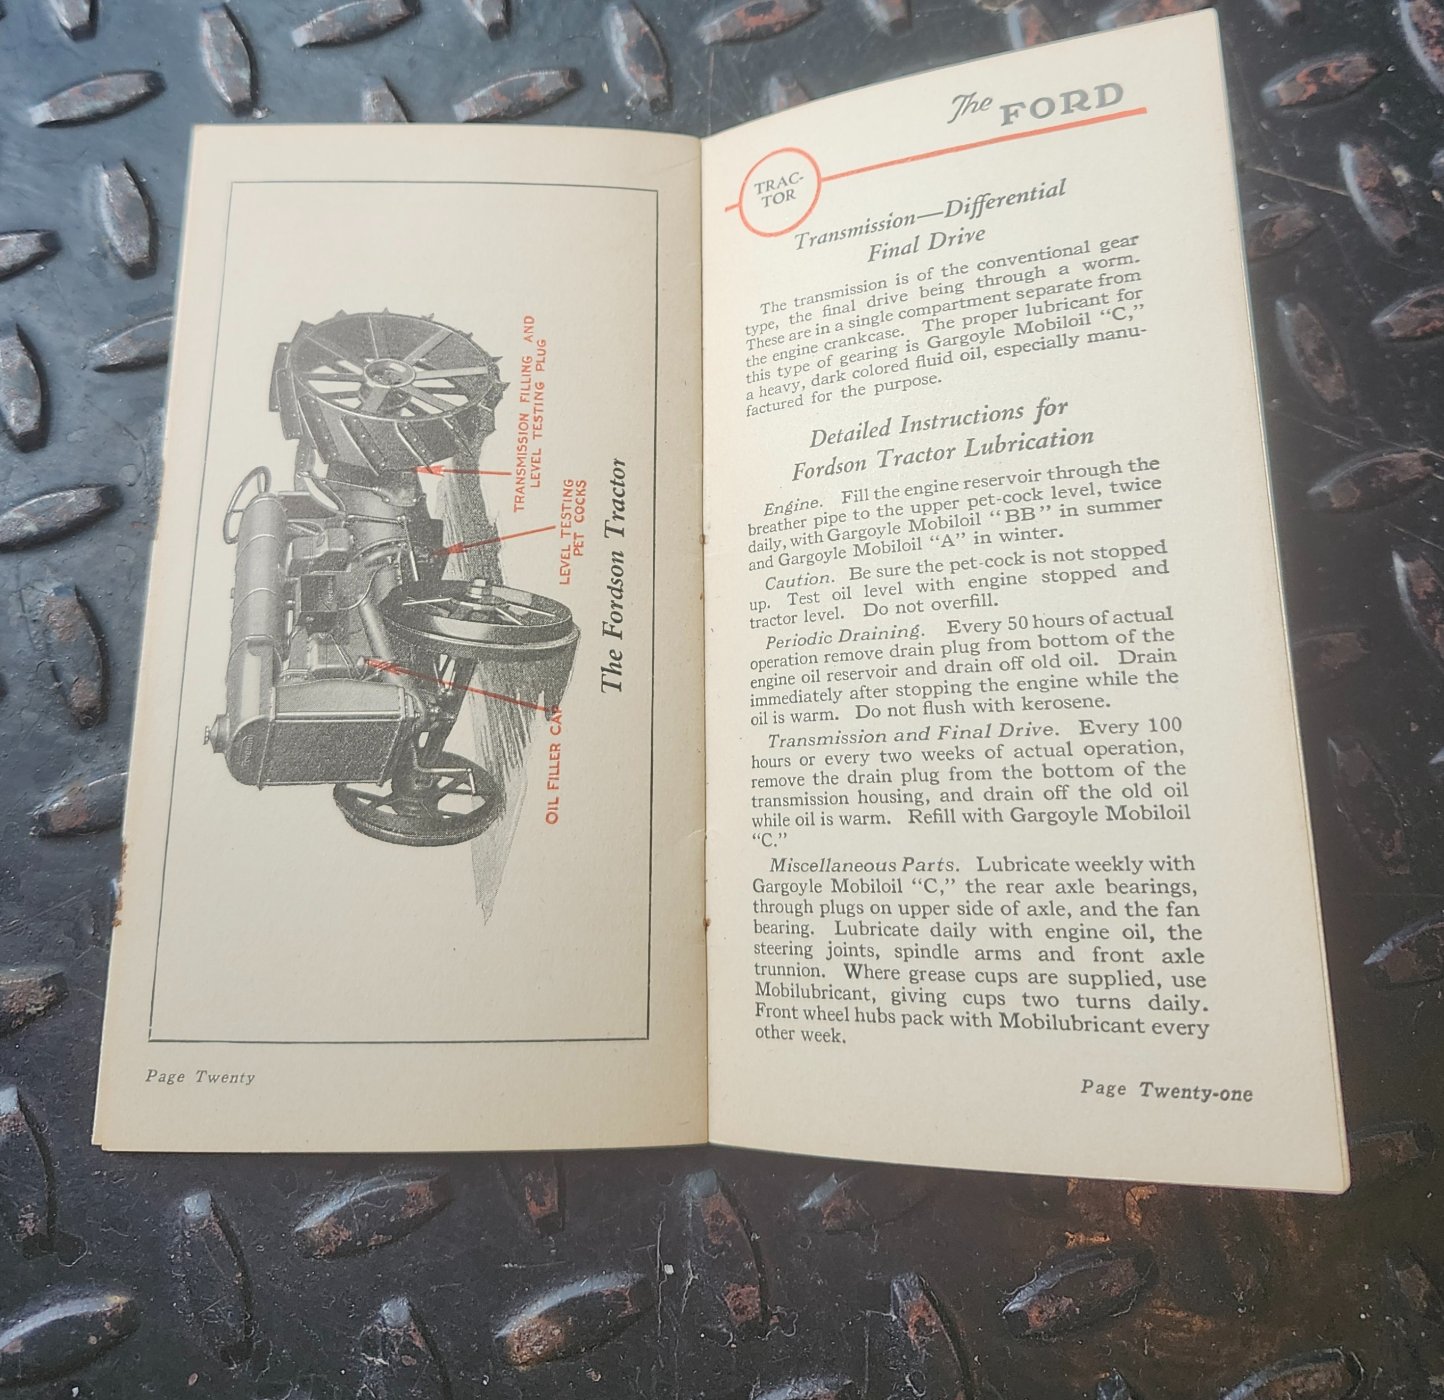 TRANSMISSION FILLING AND
LEVEL TESTING PLUG
LEVEL TESTING
PET COCKS
OIL FILLER CAP
The Fordson Tractor
Page Twenty
The FORD
TRAC-
TOR
Transmission—Differential
Final Drive
The transmission is of the conventional gear
type, the final drive being through a worm.
These are in a single compartment separate from
the engine crankcase. The proper lubricant for
this type of gearing is Gargoyle Mobiloil "C,"
a heavy, dark colored fluid oil, especially manu-
factured for the purpose.
Detailed Instructions for
Fordson Tractor Lubrication
Engine. Fill the engine reservoir through the
breather pipe to the upper pet-cock level, twice
daily, with Gargoyle Mobiloil "BB" in summer
and Gargoyle Mobiloil "A" in winter.
Caution. Be sure the pet-cock is not stopped
up. Test oil level with engine stopped and
tractor level. Do not overfill.
Periodic Draining. Every 50 hours of actual
operation remove drain plug from bottom of the
engine oil reservoir and drain off old oil. Drain
immediately after stopping the engine while the
oil is warm. Do not flush with kerosene.
Transmission and Final Drive. Every 100
hours or every two weeks of actual operation,
remove the drain plug from the bottom of the
transmission housing, and drain off the old oil
while oil is warm. Refill with Gargoyle Mobiloil
"C."
Miscellaneous Parts. Lubricate weekly with
Gargoyle Mobiloil "C," the rear axle bearings,
through plugs on upper side of axle, and the fan
bearing. Lubricate daily with engine oil, the
steering joints, spindle arms and front axle
trunnion. Where grease cups are supplied, use
Mobilubricant, giving cups two turns daily.
Front wheel hubs pack with Mobilubricant every
other week.
Page Twenty-one